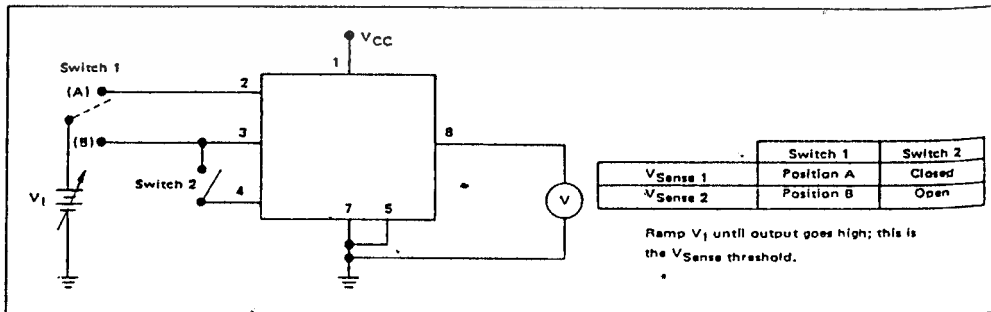 VCC
1
Switch 1
(A)
2
(B)
3
8
Switch 2
4
V1
V
7 5
Switch 1 Switch 2
VSense 1 Position A Closed
VSense 2 Position B Open
Ramp V1 until output goes high; this is
the VSense threshold.